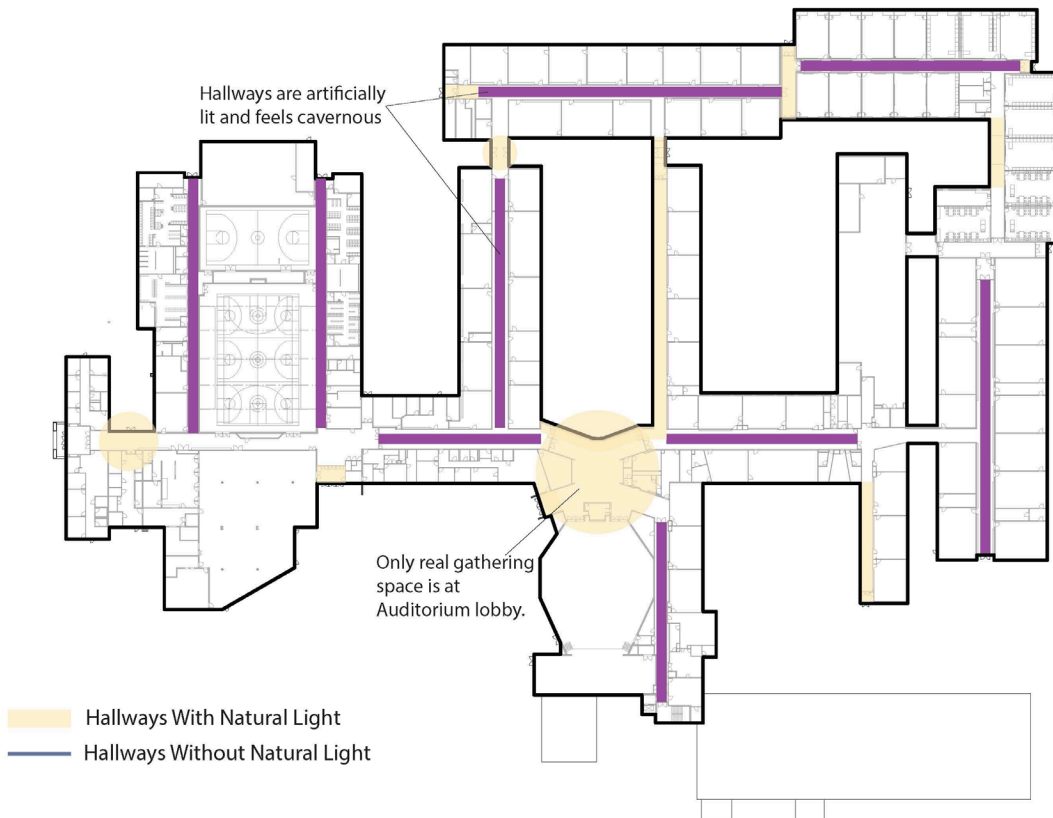 Hallways are artificially
lit and feels cavernous
Only real gathering
space is at
Auditorium lobby.
Hallways With Natural Light
Hallways Without Natural Light